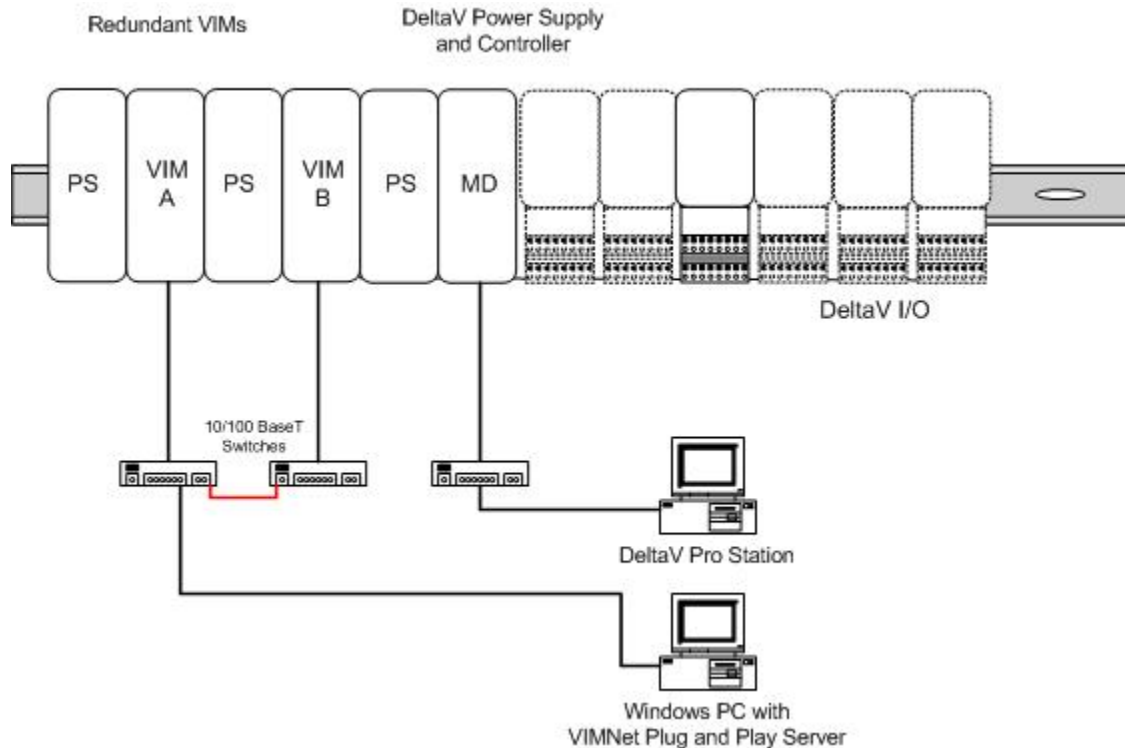 Redundant VIMs
DeltaV Power Supply
and Controller
PS
VIM
A
PS
VIM
B
PS
MD
DeltaV I/O
10/100 BaseT
Switches
DeltaV Pro Station
Windows PC with
VIMNet Plug and Play Server